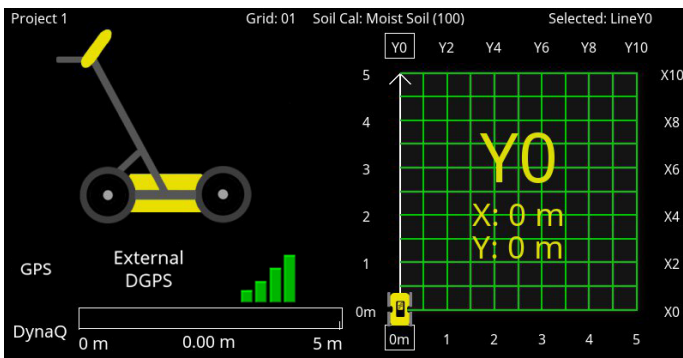 Project 1 Grid: 01 Soil Cal: Moist Soil (100) Selected: LineY0
Y0 Y2 Y4 Y6 Y8 Y10
5 X10
4 X8
Y0
3 X6
X: 0 m
2 X4
Y: 0 m
GPS External DGPS
1 X2
0m X0
DynaQ 0 m 0.00 m 5 m
0m 1 2 3 4 5